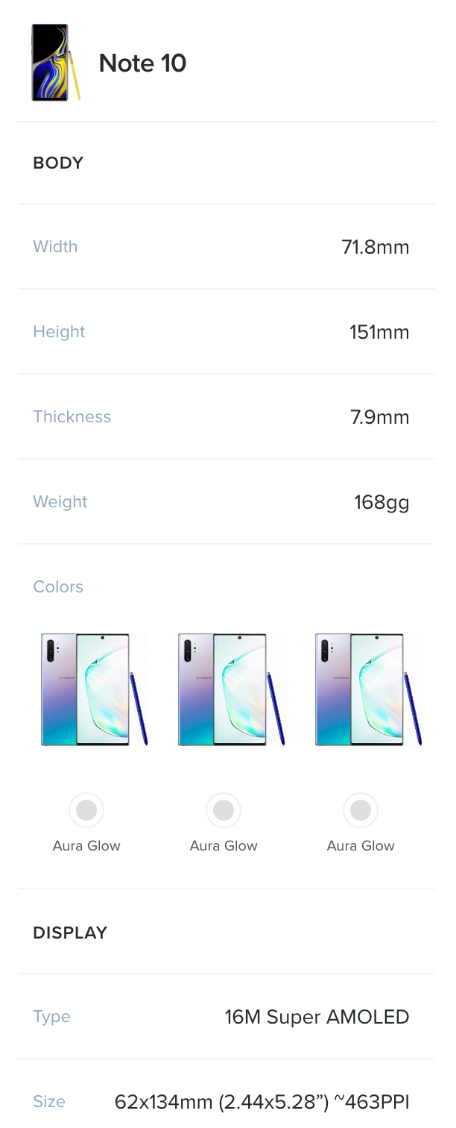 Note 10
BODY
Width 71.8mm
Height 151mm
Thickness 7.9mm
Weight 168gg
Colors
Aura Glow Aura Glow Aura Glow
DISPLAY
Type 16M Super AMOLED
Size 62x134mm (2.44x5.28”) ~463PPI